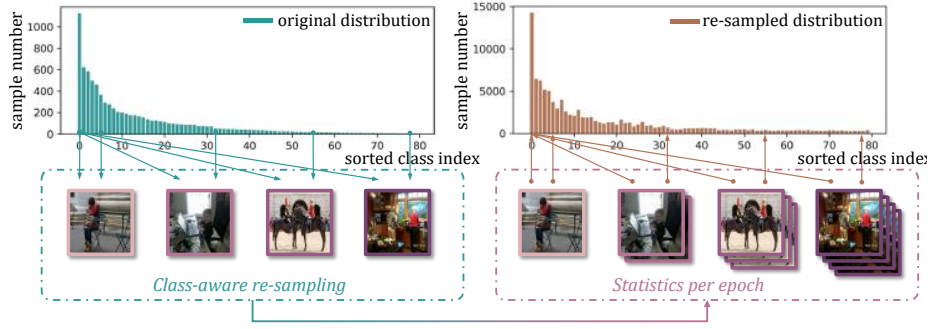 original distribution
sample number
1000
800
600
400
200
0
0 10 20 30 40 50 60 70 80
sorted class index
Class-aware re-sampling
re-sampled distribution
sample number
15000
10000
5000
0
0 10 20 30 40 50 60 70 80
sorted class index
Statistics per epoch